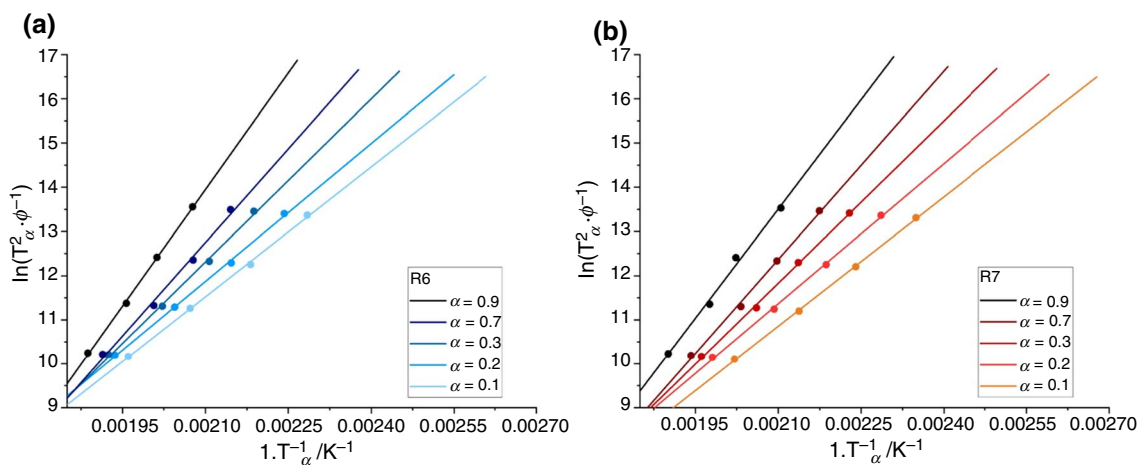 (a)
17
16
15
14
13
12
11
10
9
ln(T²α·ϕ⁻¹)
R6
α = 0.9
α = 0.7
α = 0.3
α = 0.2
α = 0.1
0.00195 0.00210 0.00225 0.00240 0.00255 0.00270
1.T⁻¹α /K⁻¹
(b)
17
16
15
14
13
12
11
10
9
ln(T²α·ϕ⁻¹)
R7
α = 0.9
α = 0.7
α = 0.3
α = 0.2
α = 0.1
0.00195 0.00210 0.00225 0.00240 0.00255 0.00270
1.T⁻¹α /K⁻¹